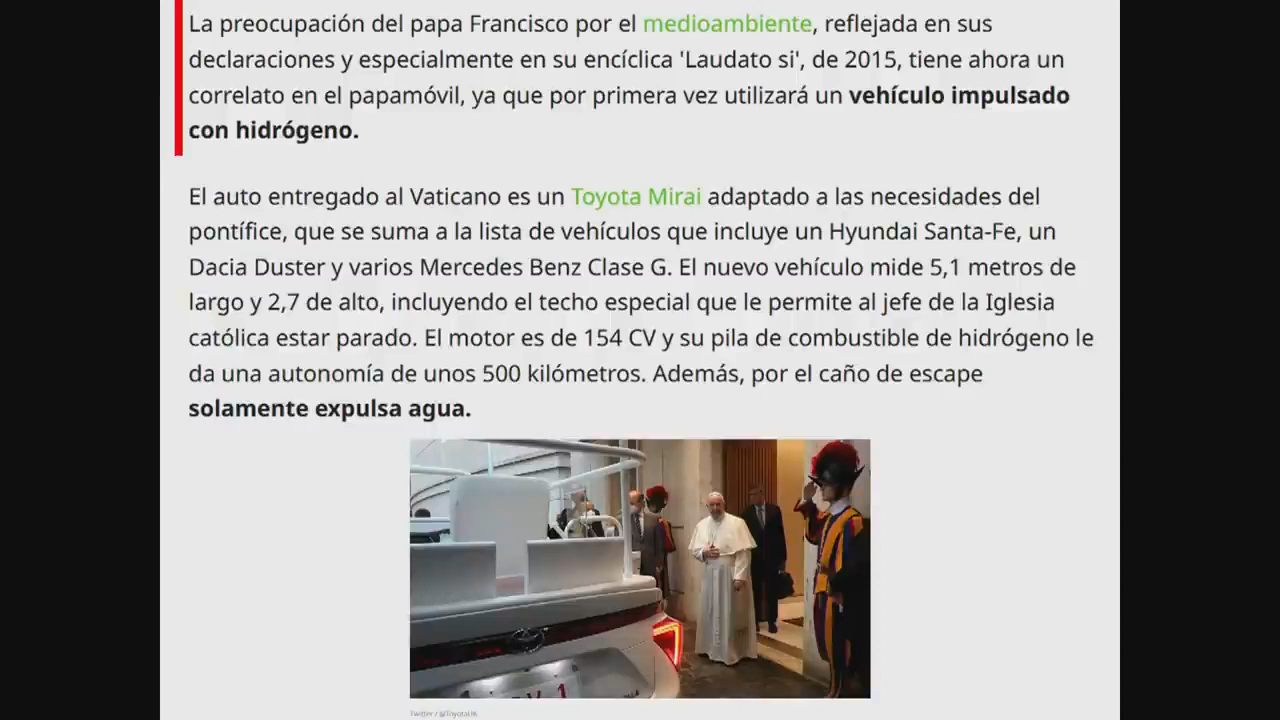 La preocupación del papa Francisco por el medioambiente, reflejada en sus
declaraciones y especialmente en su encíclica 'Laudato si', de 2015, tiene ahora un
correlato en el papamóvil, ya que por primera vez utilizará un vehículo impulsado
con hidrógeno.
El auto entregado al Vaticano es un Toyota Mirai adaptado a las necesidades del
pontífice, que se suma a la lista de vehículos que incluye un Hyundai Santa-Fe, un
Dacia Duster y varios Mercedes Benz Clase G. El nuevo vehículo mide 5,1 metros de
largo y 2,7 de alto, incluyendo el techo especial que le permite al jefe de la Iglesia
católica estar parado. El motor es de 154 CV y su pila de combustible de hidrógeno le
da una autonomía de unos 500 kilómetros. Además, por el caño de escape
solamente expulsa agua.
Twitter / @ToyotaUK